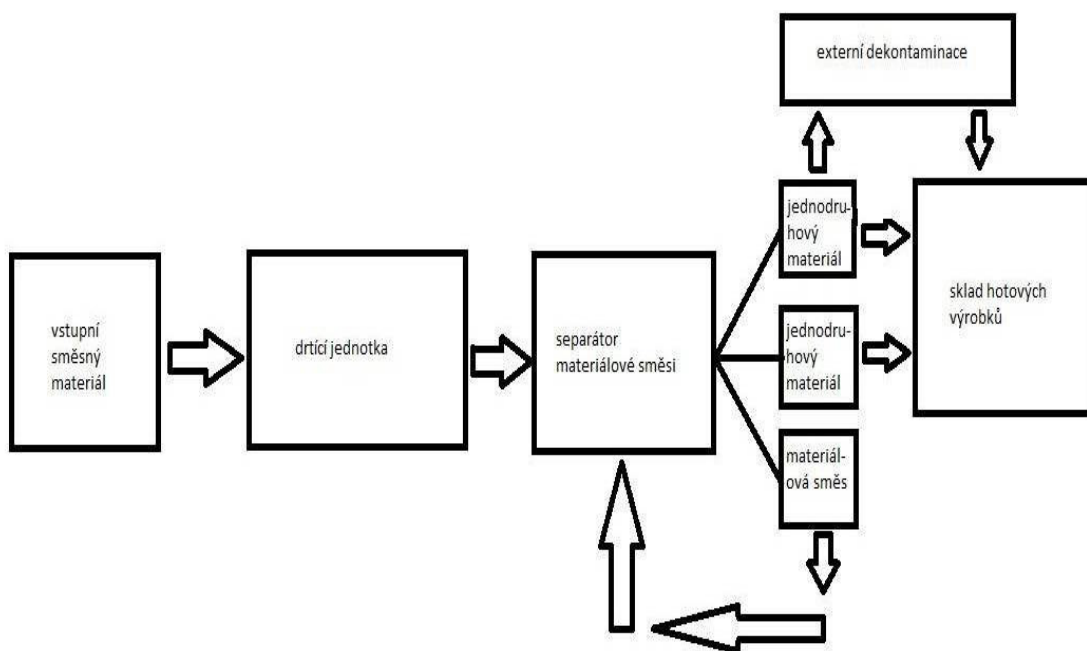 externí dekontaminace
jednodru-
hový
materiál
vstupní
směsný
materiál
drtící jednotka
separátor
materiálové směsi
jednodru-
hový
materiál
sklad hotových
výrobků
materiál-
ová směs